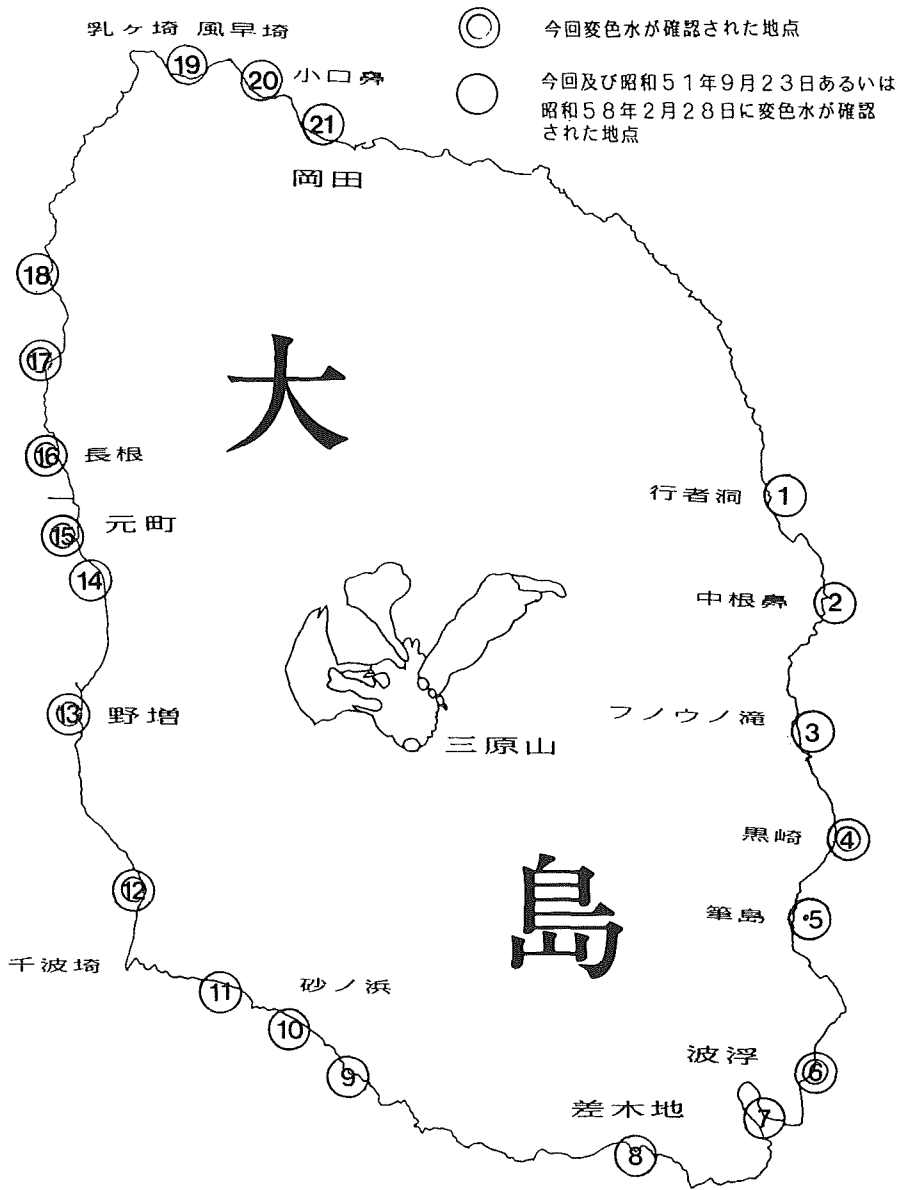 乳ヶ埼 風早埼
今回変色水が確認された地点
今回及び昭和51年9月23日あるいは
昭和58年2月28日に変色水が確認
された地点
19
20 小口鼻
21
岡田
18
17
大
16 長根
行者洞 1
15 元町
14
中根鼻 2
13 野増
フノウノ滝 3
三原山
黒崎 4
12
島
筆島 5
千波埼
11
砂ノ浜
10
波浮
6
9
差木地
7
8